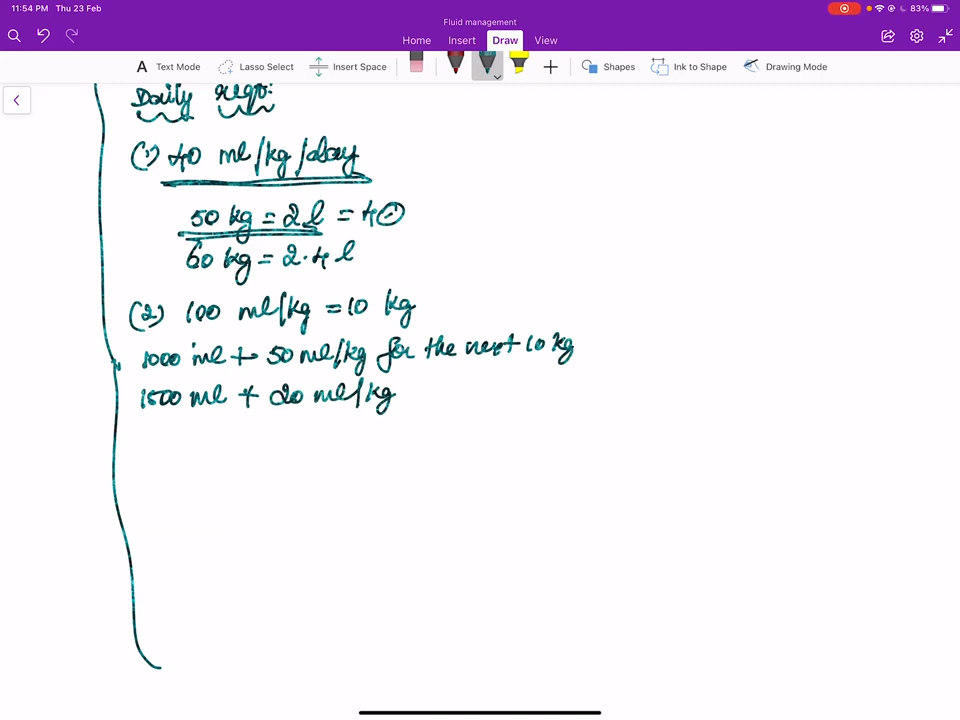 11:54 PM Thu 23 Feb
83%
Fluid management
Home Insert Draw View
Text Mode Lasso Select Insert Space Shapes Ink to Shape Drawing Mode
Daily reqr:
(1) 40 ml/kg/day
50 kg = 2 l = 40
60 kg = 2.4 l
(2) 100 ml/kg = 10 kg
1000 ml + 50 ml/kg for the next 10 kg
1500 ml + 20 ml/kg